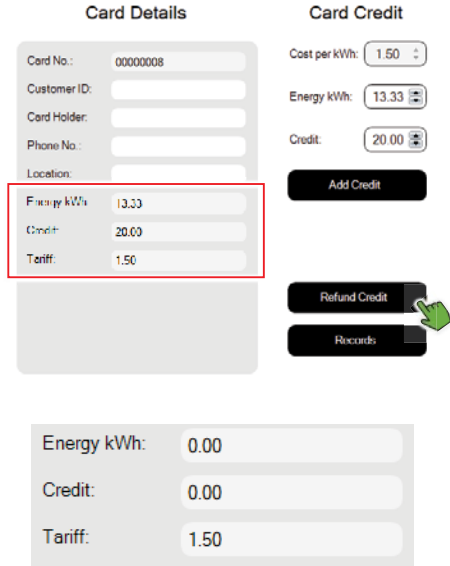 Card Details
Card No.: 00000008
Customer ID:
Card Holder:
Phone No.:
Location:
Energy kWh 13.33
Credit: 20.00
Tariff: 1.50
Card Credit
Cost per kWh: 1.50
Energy kWh: 13.33
Credit: 20.00
Add Credit
Refund Credit
Records
Energy kWh: 0.00
Credit: 0.00
Tariff: 1.50